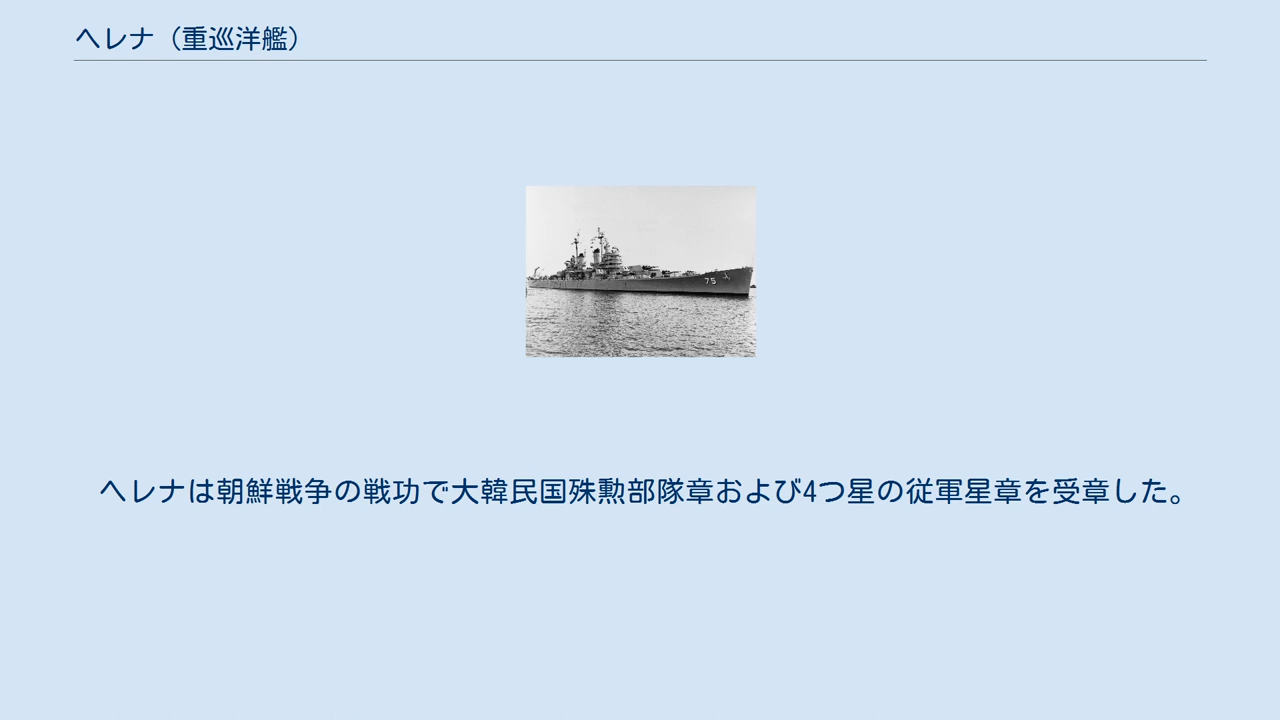 ヘレナ（重巡洋艦）
75
ヘレナは朝鮮戦争の戦功で大韓民国殊勲部隊章および4つ星の従軍星章を受章した。